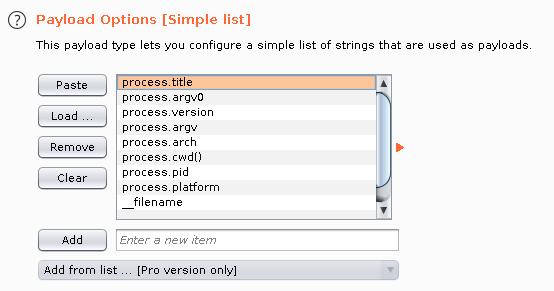 ?
Payload Options [Simple list]
This payload type lets you configure a simple list of strings that are used as payloads.
Paste
Load ...
Remove
Clear
process.title
process.argv0
process.version
process.argv
process.arch
process.cwd()
process.pid
process.platform
__filename
Add
Enter a new item
Add from list ... [Pro version only]